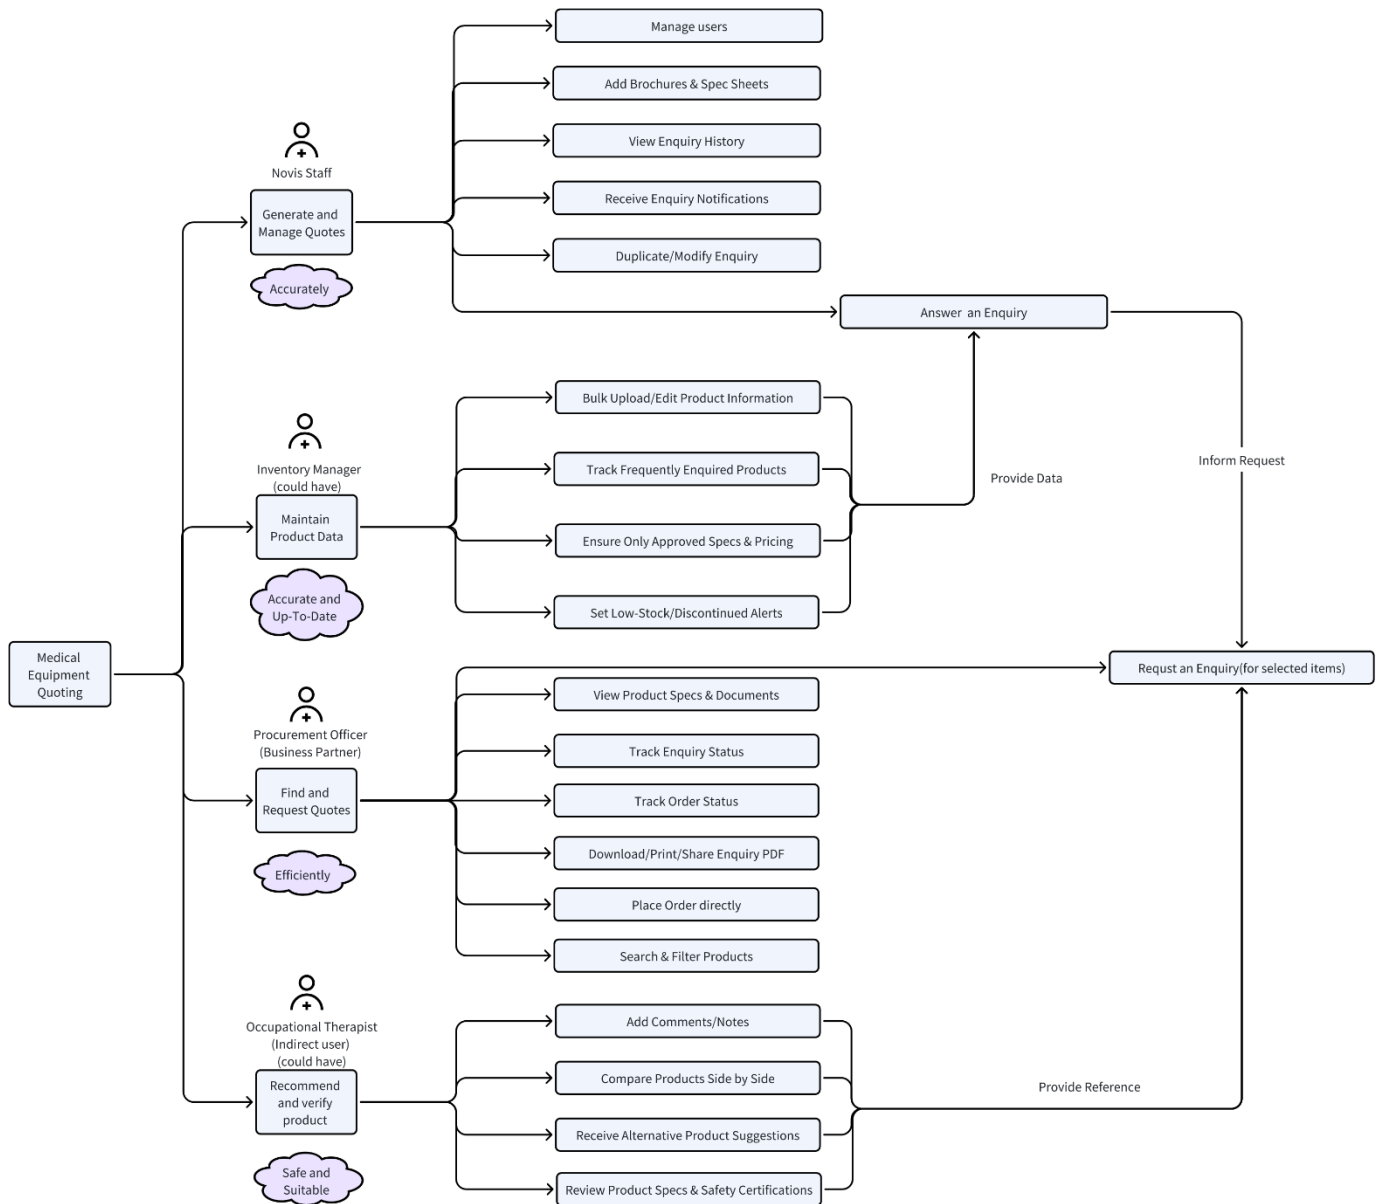 Manage users
Add Brochures & Spec Sheets
View Enquiry History
Receive Enquiry Notifications
Duplicate/Modify Enquiry
Novis Staff
Generate and
Manage Quotes
Accurately
Answer  an Enquiry
Bulk Upload/Edit Product Information
Track Frequently Enquired Products
Ensure Only Approved Specs & Pricing
Set Low-Stock/Discontinued Alerts
Provide Data
Inform Request
Inventory Manager
(could have)
Maintain
Product Data
Accurate and
Up-To-Date
Medical
Equipment
Quoting
Requst an Enquiry(for selected items)
Procurement Officer
(Business Partner)
Find and
Request Quotes
Efficiently
View Product Specs & Documents
Track Enquiry Status
Track Order Status
Download/Print/Share Enquiry PDF
Place Order directly
Search & Filter Products
Occupational Therapist
(Indirect user)
(could have)
Recommend
and verify
product
Safe and
Suitable
Add Comments/Notes
Compare Products Side by Side
Receive Alternative Product Suggestions
Review Product Specs & Safety Certifications
Provide Reference